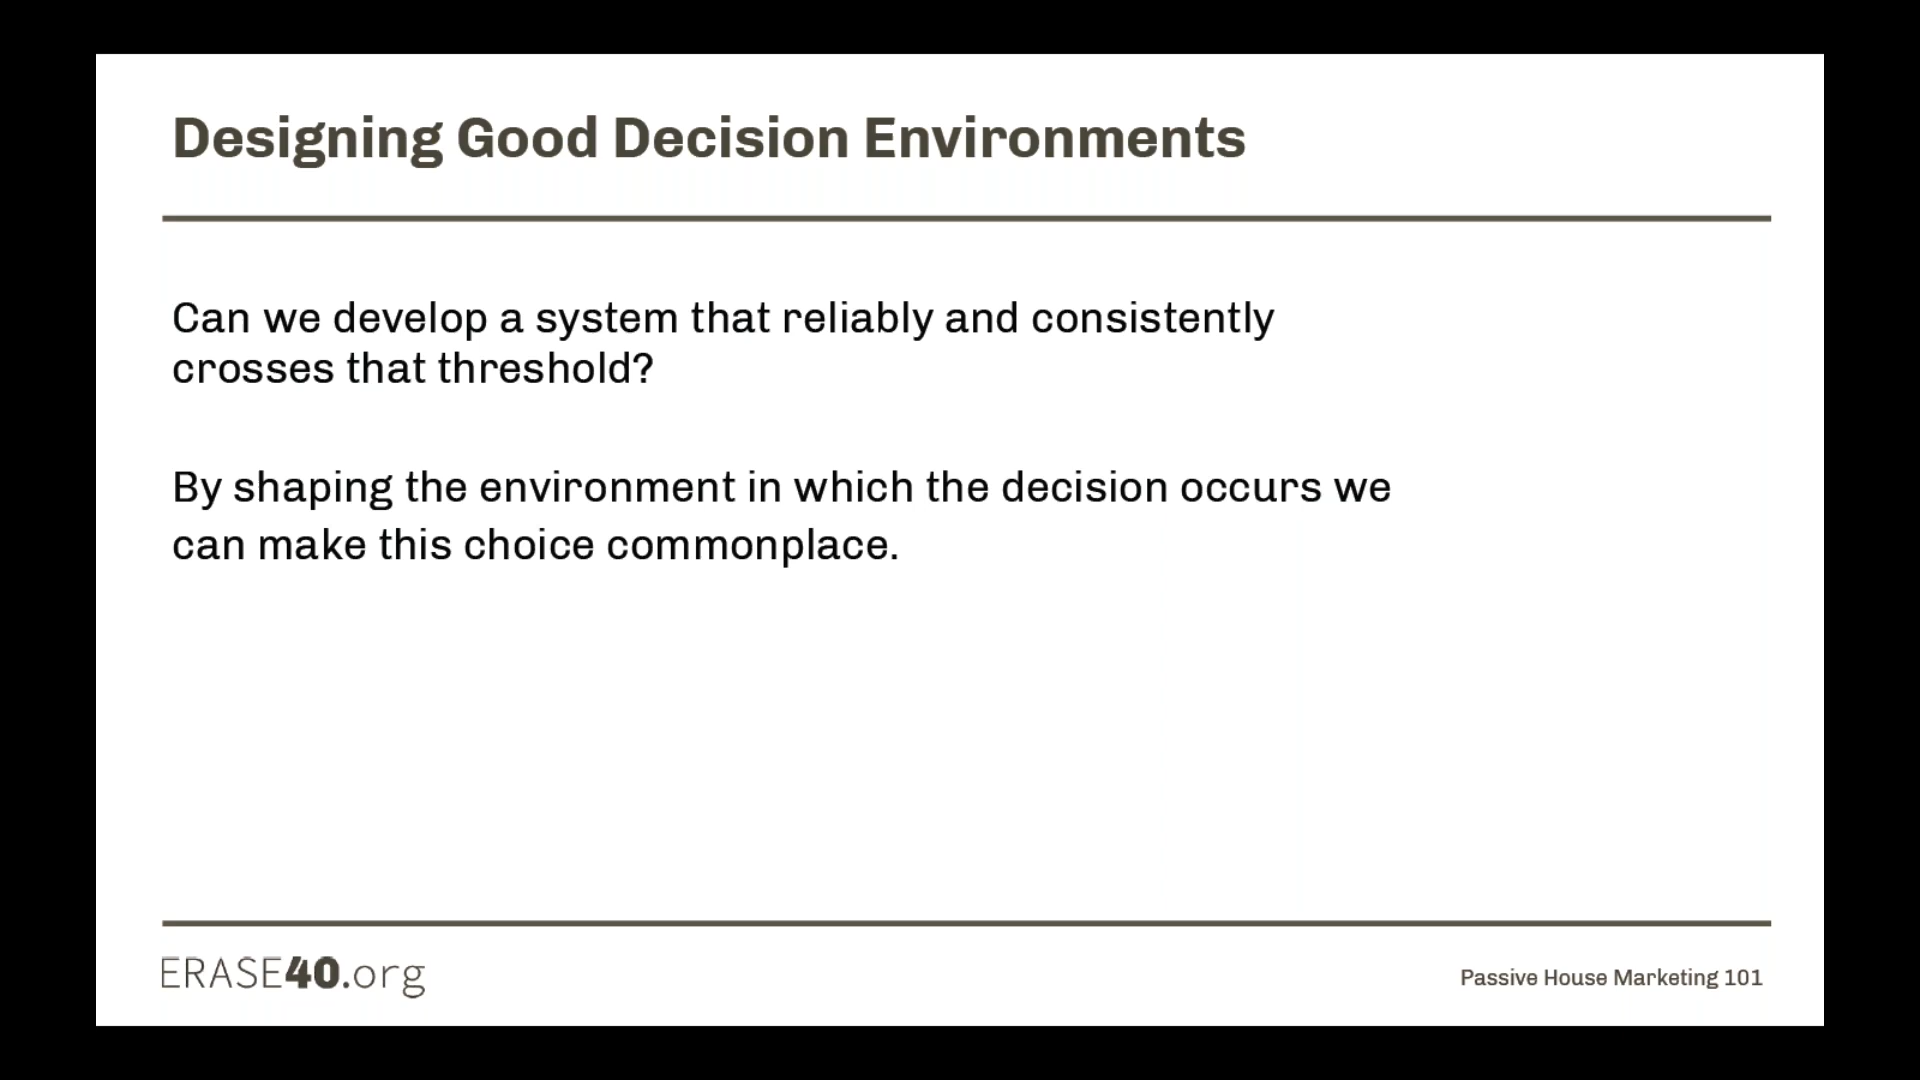 Designing Good Decision Environments
Can we develop a system that reliably and consistently
crosses that threshold?
By shaping the environment in which the decision occurs we
can make this choice commonplace.
ERASE40.org
Passive House Marketing 101